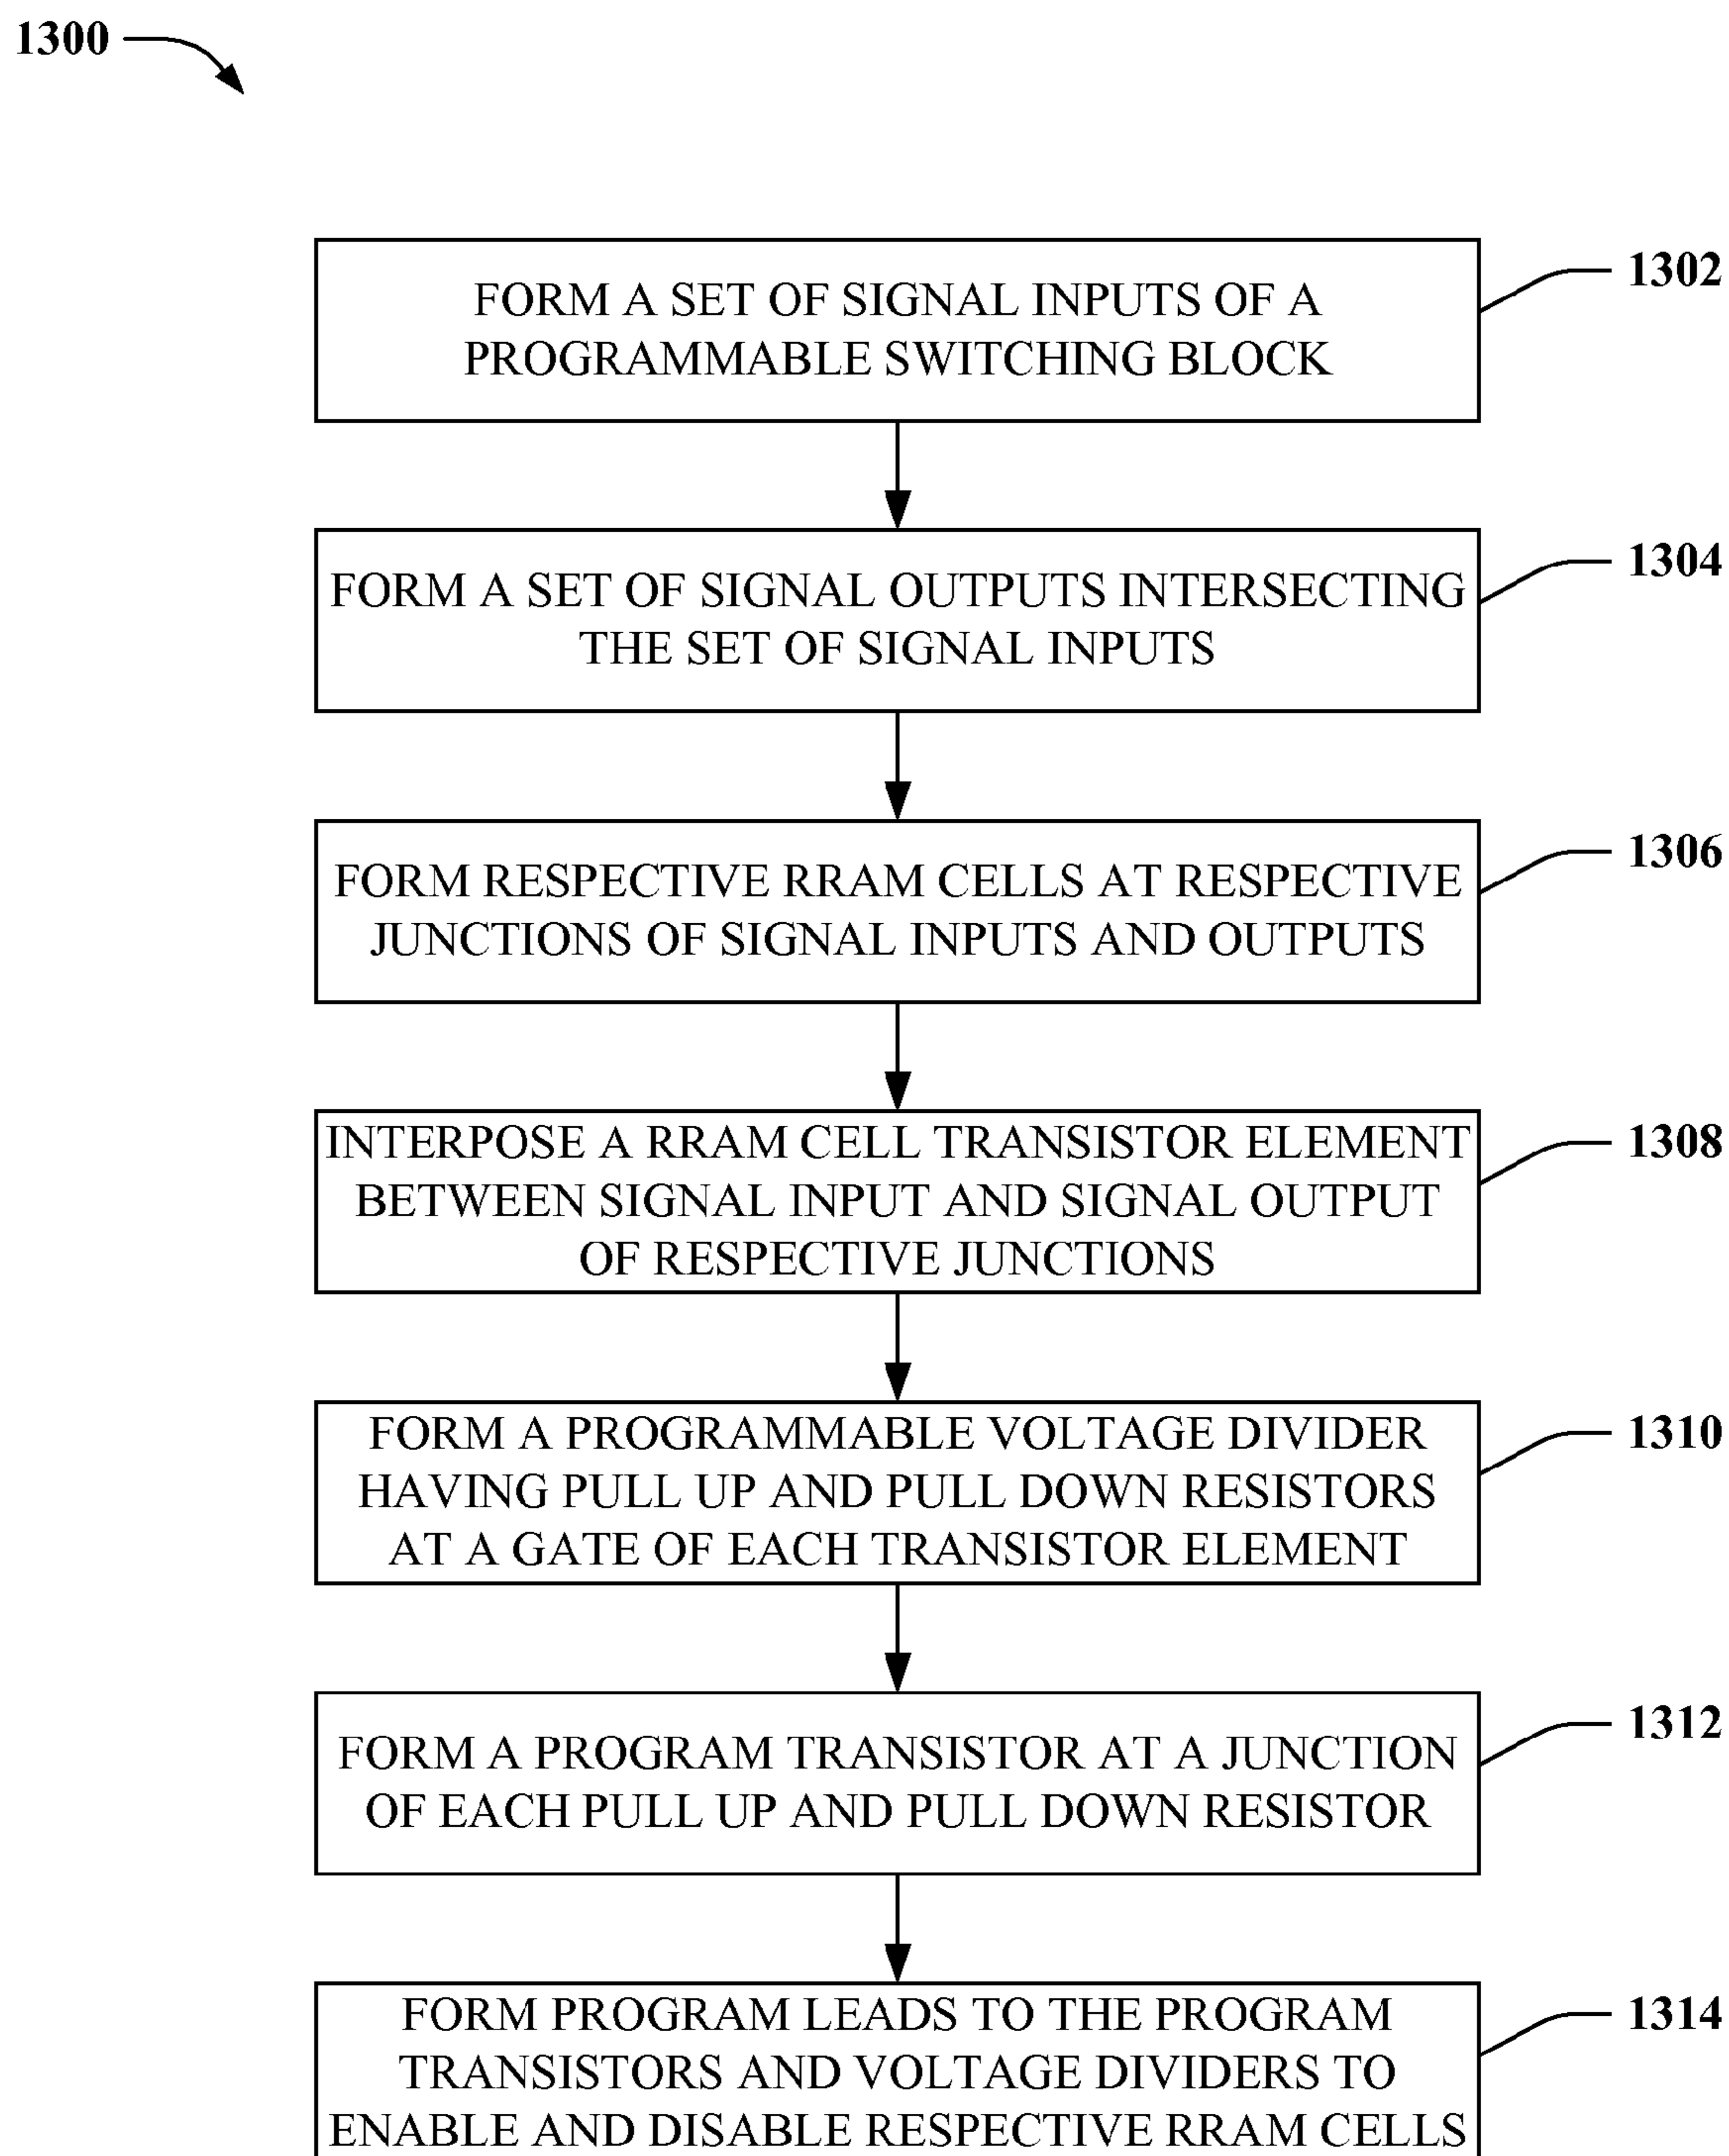 1300
FORM A SET OF SIGNAL INPUTS OF A
PROGRAMMABLE SWITCHING BLOCK
1302
FORM A SET OF SIGNAL OUTPUTS INTERSECTING
THE SET OF SIGNAL INPUTS
1304
FORM RESPECTIVE RRAM CELLS AT RESPECTIVE
JUNCTIONS OF SIGNAL INPUTS AND OUTPUTS
1306
INTERPOSE A RRAM CELL TRANSISTOR ELEMENT
BETWEEN SIGNAL INPUT AND SIGNAL OUTPUT
OF RESPECTIVE JUNCTIONS
1308
FORM A PROGRAMMABLE VOLTAGE DIVIDER
HAVING PULL UP AND PULL DOWN RESISTORS
AT A GATE OF EACH TRANSISTOR ELEMENT
1310
FORM A PROGRAM TRANSISTOR AT A JUNCTION
OF EACH PULL UP AND PULL DOWN RESISTOR
1312
FORM PROGRAM LEADS TO THE PROGRAM
TRANSISTORS AND VOLTAGE DIVIDERS TO
ENABLE AND DISABLE RESPECTIVE RRAM CELLS
1314